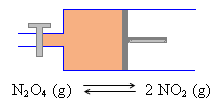 N₂O₄ (g) ⇄ 2 NO₂ (g)